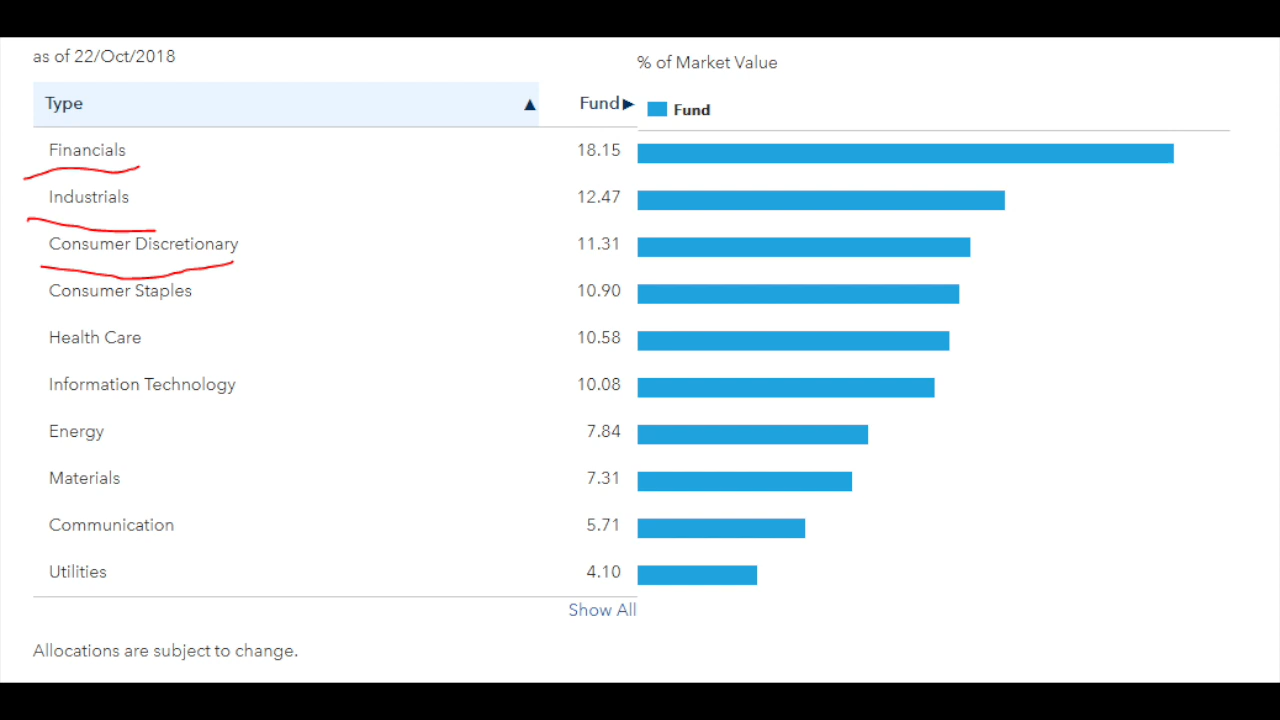 as of 22/Oct/2018
% of Market Value
Type ▲ Fund ▶
Fund
Financials 18.15
Industrials 12.47
Consumer Discretionary 11.31
Consumer Staples 10.90
Health Care 10.58
Information Technology 10.08
Energy 7.84
Materials 7.31
Communication 5.71
Utilities 4.10
Show All
Allocations are subject to change.